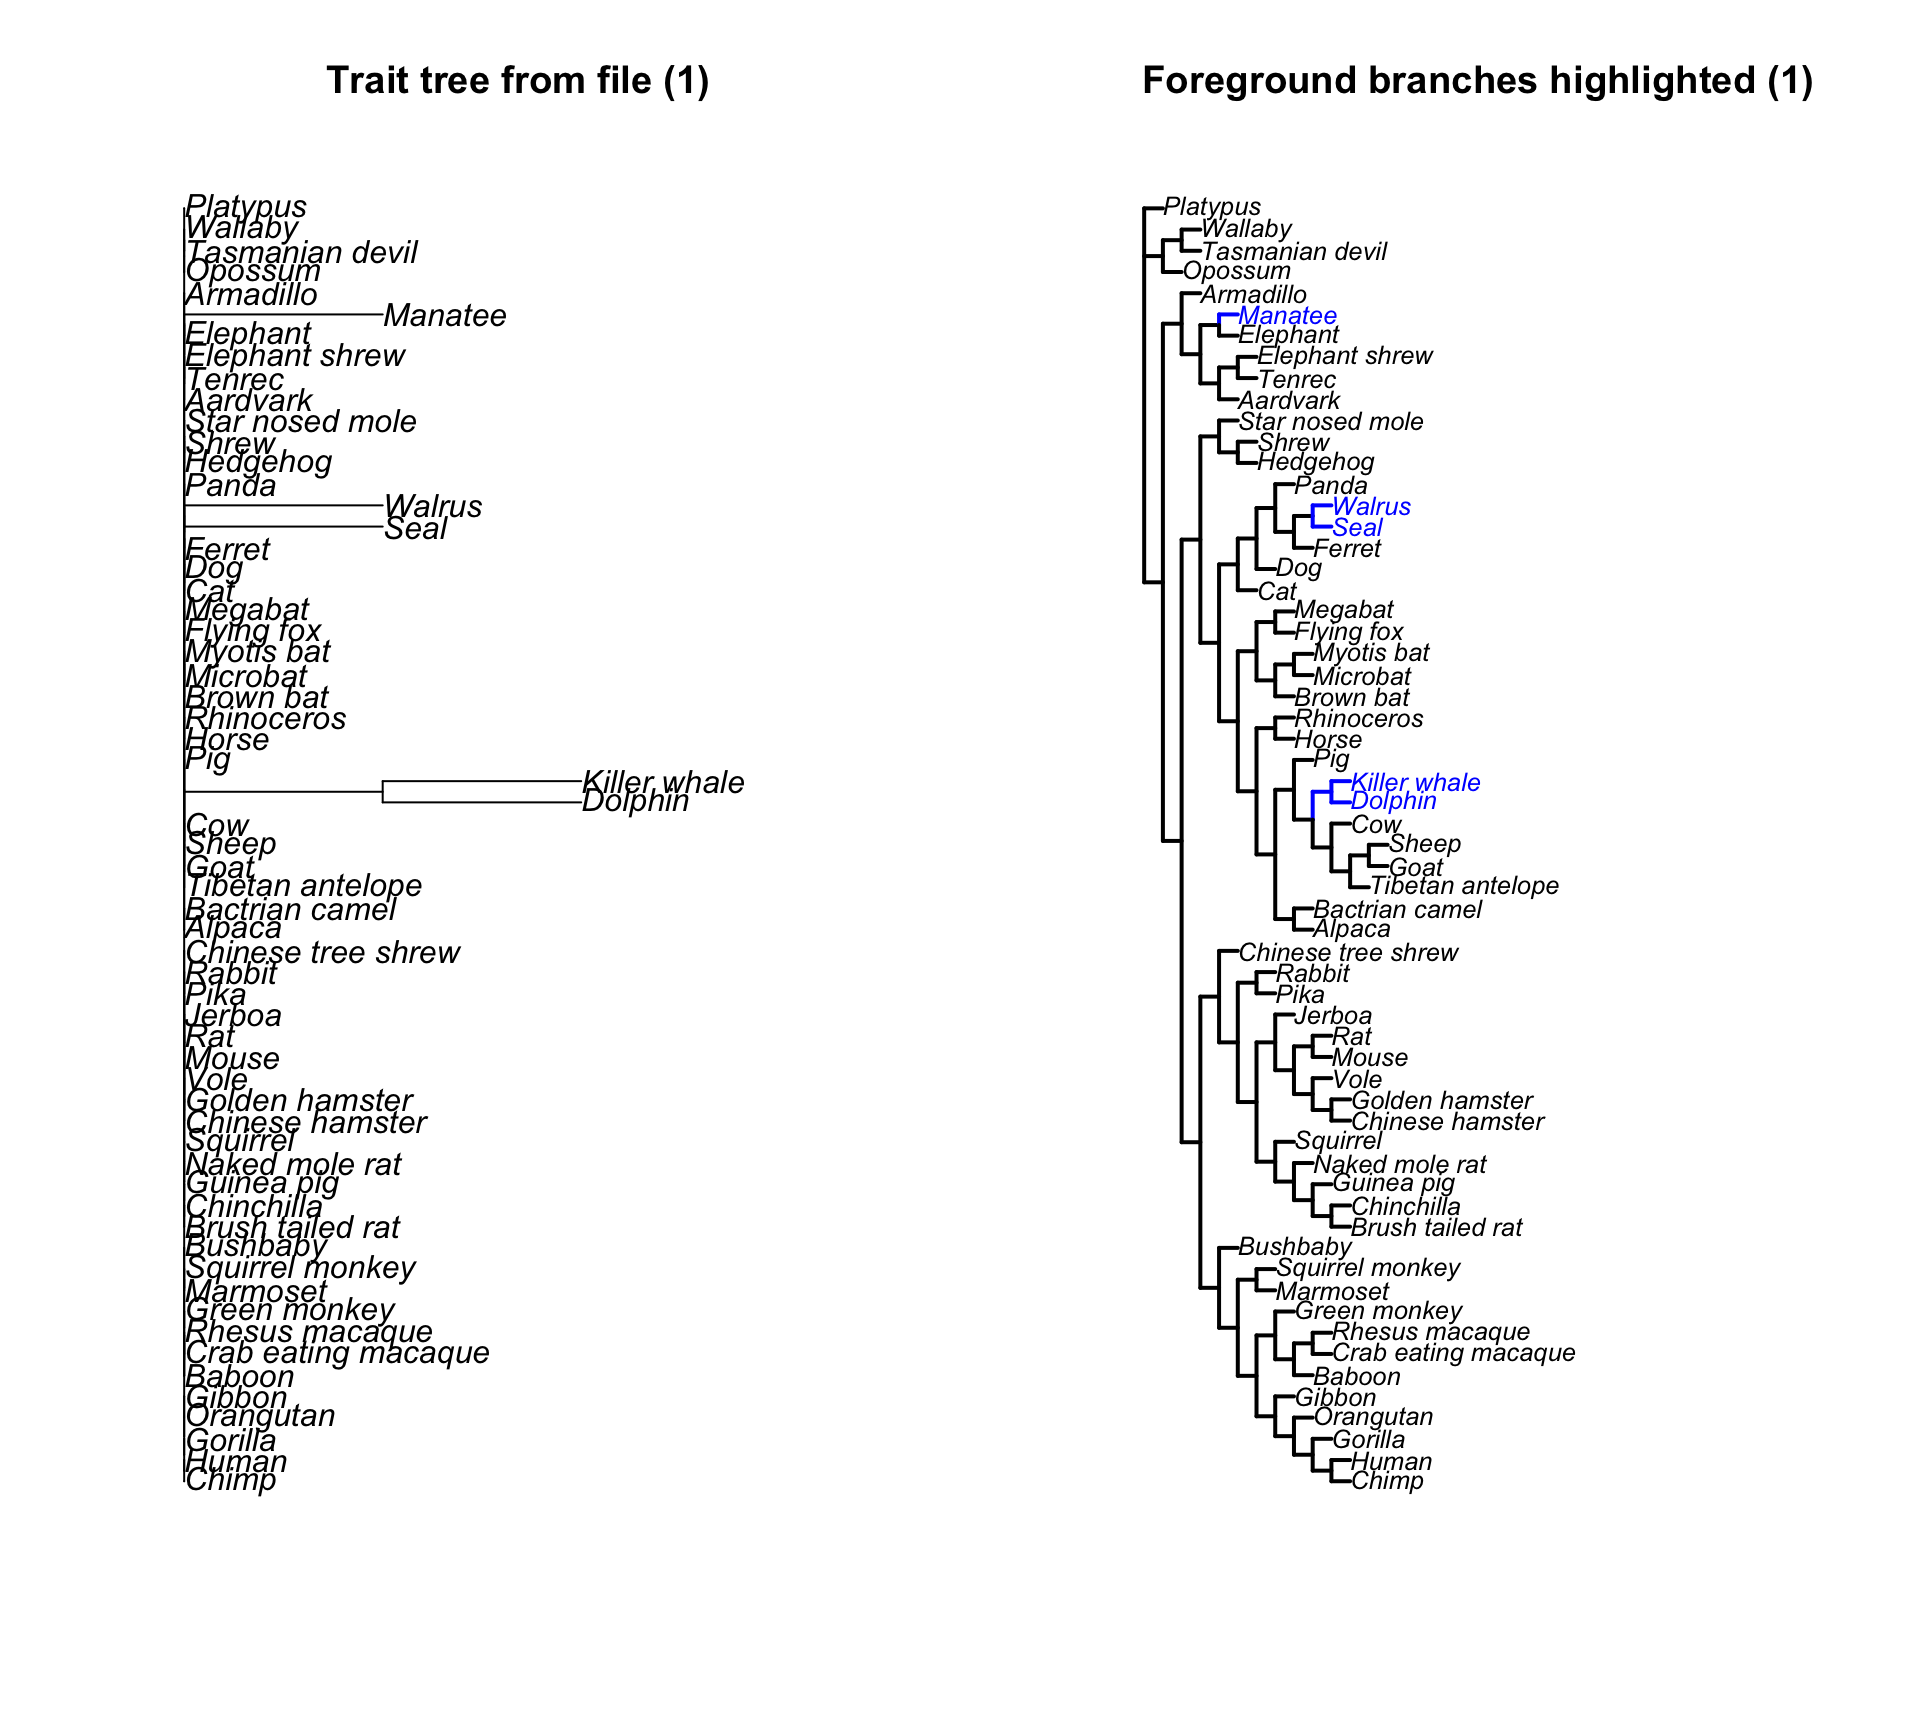 Trait tree from file (1)
Platypus
Wallaby
Tasmanian devil
Opossum
Armadillo
Manatee
Elephant
Elephant shrew
Tenrec
Aardvark
Star nosed mole
Shrew
Hedgehog
Panda
Walrus
Seal
Ferret
Dog
Cat
Megabat
Flying fox
Myotis bat
Microbat
Brown bat
Rhinoceros
Horse
Pig
Killer whale
Dolphin
Cow
Sheep
Goat
Tibetan antelope
Bactrian camel
Alpaca
Chinese tree shrew
Rabbit
Pika
Jerboa
Rat
Mouse
Vole
Golden hamster
Chinese hamster
Squirrel
Naked mole rat
Guinea pig
Chinchilla
Brush tailed rat
Bushbaby
Squirrel monkey
Marmoset
Green monkey
Rhesus macaque
Crab eating macaque
Baboon
Gibbon
Orangutan
Gorilla
Human
Chimp
Foreground branches highlighted (1)
Platypus
Wallaby
Tasmanian devil
Opossum
Armadillo
Manatee
Elephant
Elephant shrew
Tenrec
Aardvark
Star nosed mole
Shrew
Hedgehog
Panda
Walrus
Seal
Ferret
Dog
Cat
Megabat
Flying fox
Myotis bat
Microbat
Brown bat
Rhinoceros
Horse
Pig
Killer whale
Dolphin
Cow
Sheep
Goat
Tibetan antelope
Bactrian camel
Alpaca
Chinese tree shrew
Rabbit
Pika
Jerboa
Rat
Mouse
Vole
Golden hamster
Chinese hamster
Squirrel
Naked mole rat
Guinea pig
Chinchilla
Brush tailed rat
Bushbaby
Squirrel monkey
Marmoset
Green monkey
Rhesus macaque
Crab eating macaque
Baboon
Gibbon
Orangutan
Gorilla
Human
Chimp